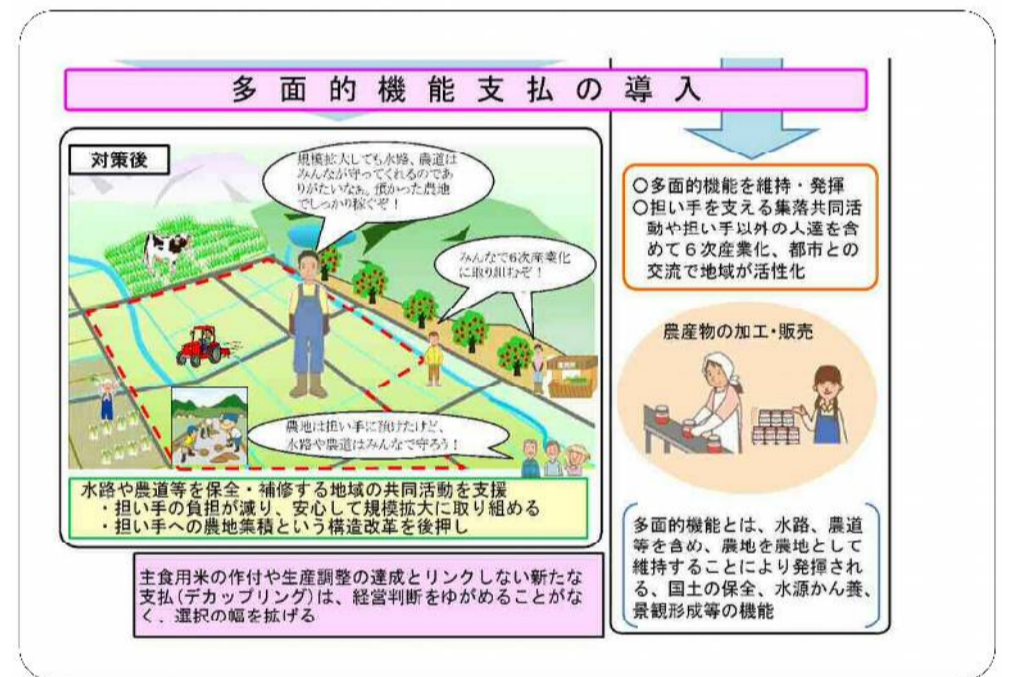 多面的機能支払の導入
対策後
規模拡大しても水路、農道は
みんなが守ってくれるのであ
りがたいなぁ。預かった農地
でしっかり稼ぐぞ！
みんなで6次産業化
に取り組むぞ！
農地は担い手に預けたけど、
水路や農道はみんなで守ろう！
水路や農道等を保全・補修する地域の共同活動を支援
・担い手の負担が減り、安心して規模拡大に取り組める
・担い手への農地集積という構造改革を後押し
主食用米の作付や生産調整の達成とリンクしない新たな
支払(デカップリング)は、経営判断をゆがめることがな
く、選択の幅を拡げる
○多面的機能を維持・発揮
○担い手を支える集落共同活
動や担い手以外の人達を含
めて６次産業化、都市との
交流で地域が活性化
農産物の加工・販売
多面的機能とは、水路、農道
等を含め、農地を農地として
維持することにより発揮され
る、国土の保全、水源かん養、
景観形成等の機能